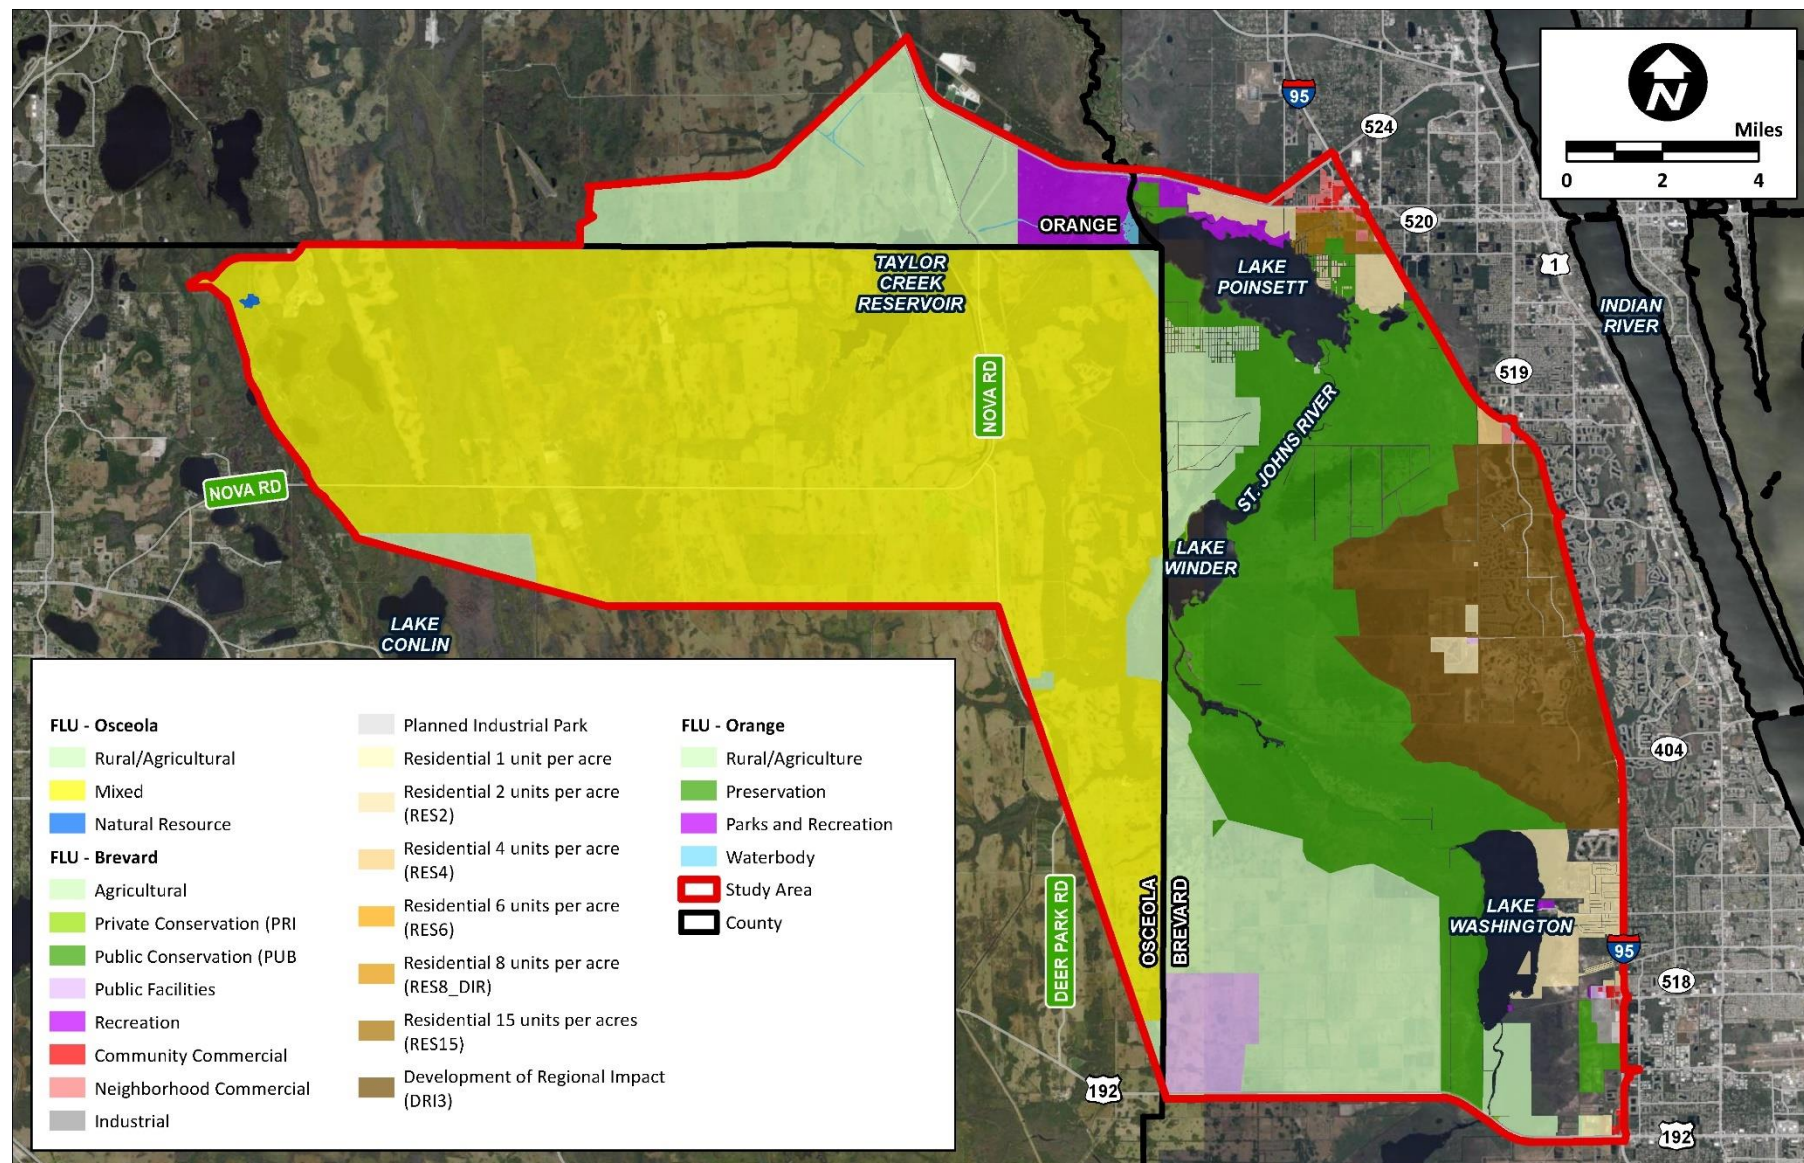 N
Miles
0 2 4
95
524
520
1
ORANGE
TAYLOR
CREEK
RESERVOIR
LAKE
POINSETT
INDIAN
RIVER
NOVA RD
519
ST. JOHNS RIVER
NOVA RD
LAKE
WINDER
LAKE
CONLIN
404
OSCEOLA
BREVARD
DEER PARK RD
LAKE
WASHINGTON
95
518
192
192
FLU - Osceola
Rural/Agricultural
Mixed
Natural Resource
FLU - Brevard
Agricultural
Private Conservation (PRI
Public Conservation (PUB
Public Facilities
Recreation
Community Commercial
Neighborhood Commercial
Industrial
Planned Industrial Park
Residential 1 unit per acre
Residential 2 units per acre
(RES2)
Residential 4 units per acre
(RES4)
Residential 6 units per acre
(RES6)
Residential 8 units per acre
(RES8_DIR)
Residential 15 units per acres
(RES15)
Development of Regional Impact
(DRI3)
FLU - Orange
Rural/Agriculture
Preservation
Parks and Recreation
Waterbody
Study Area
County